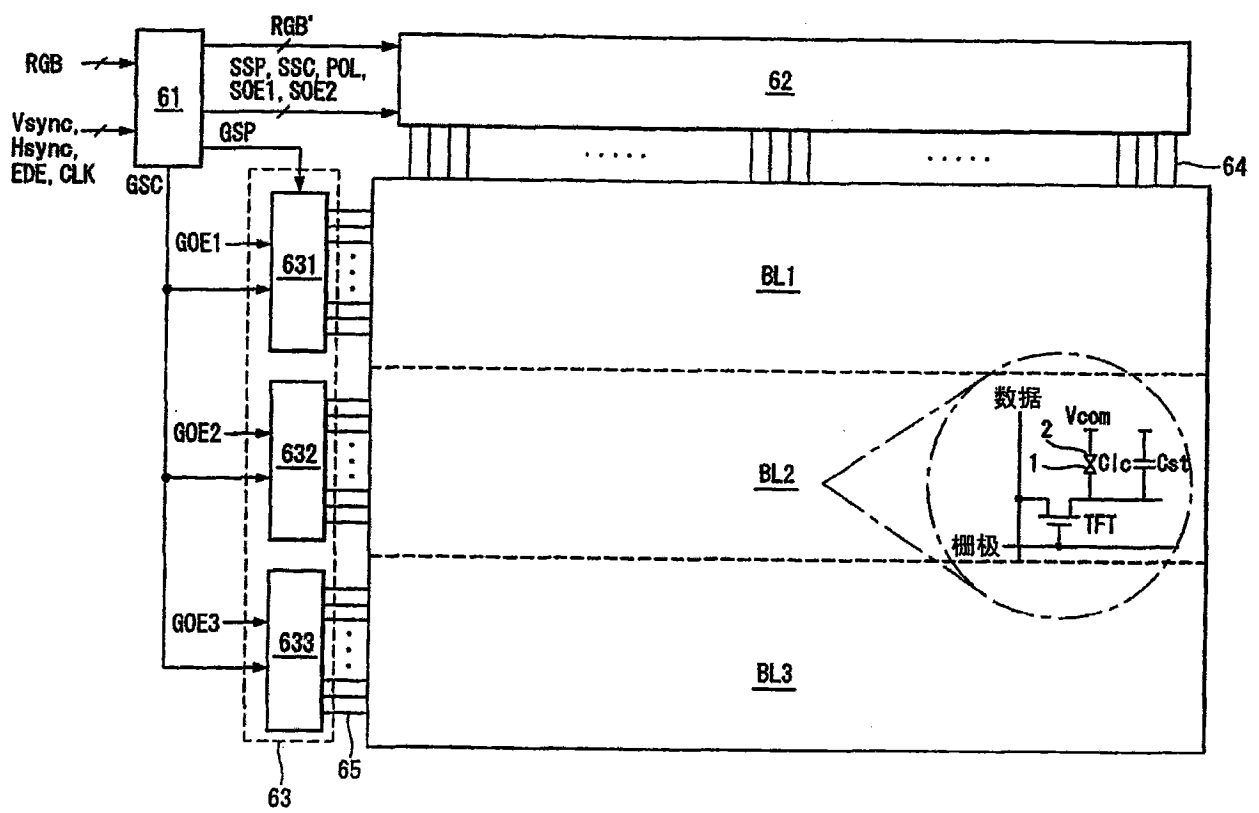 RGB'
RGB
61
SSP, SSC, POL,
SOE1, SOE2
62
Vsync,
Hsync,
EDE, CLK
GSP
GSC
64
GOE1
631
BL1
数据
Vcom
2
1
Clc
Cst
GOE2
632
BL2
TFT
栅极
GOE3
633
BL3
65
63